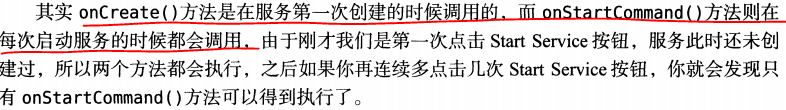 其实 onCreate()方法是在服务第一次创建的时候调用的，而 onStartCommand()方法则在
每次启动服务的时候都会调用，由于刚才我们是第一次点击 Start Service 按钮，服务此时还未创
建过，所以两个方法都会执行，之后如果你再连续多点击几次 Start Service 按钮，你就会发现只
有 onStartCommand()方法可以得到执行了。